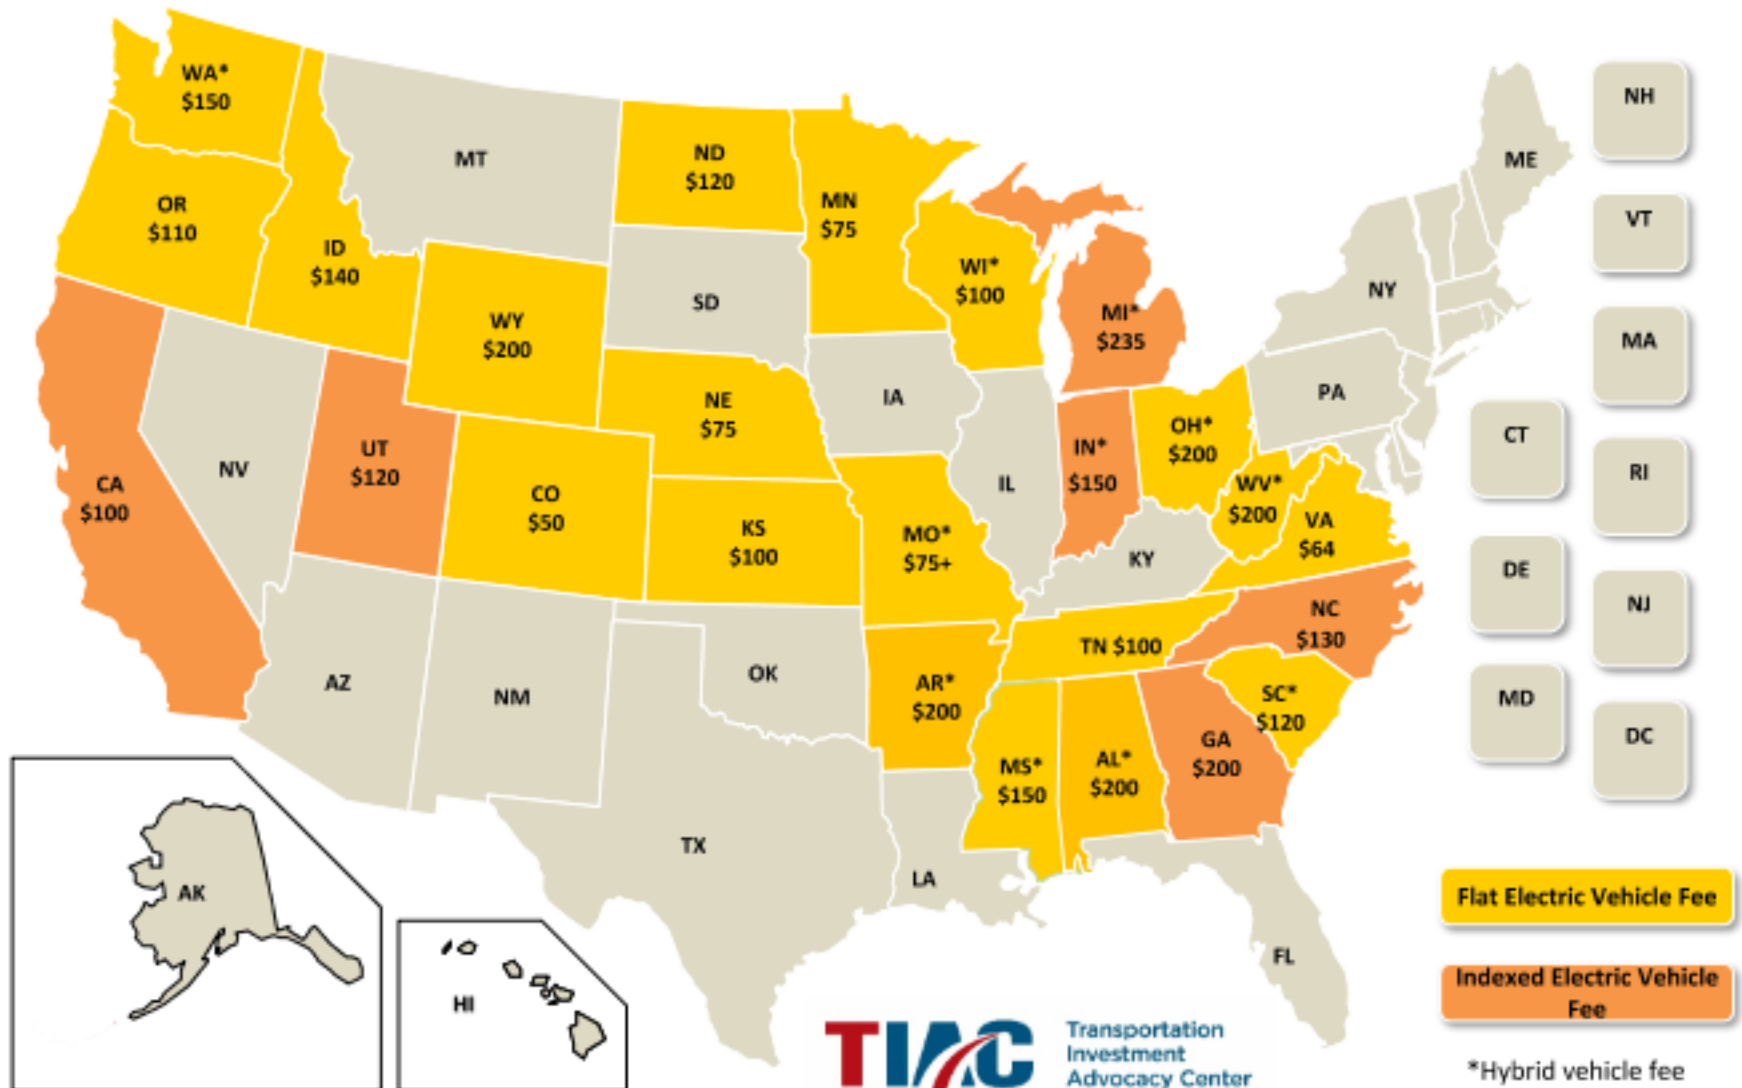 WA*
$150
OR
$110
ID
$140
MT
ND
$120
MN
$75
WI*
$100
MI*
$235
SD
WY
$200
NE
$75
IA
CA
$100
NV
UT
$120
CO
$50
KS
$100
MO*
$75+
IL
IN*
$150
OH*
$200
WV*
$200
VA
$64
KY
NY
PA
ME
NH
VT
MA
CT
RI
DE
NJ
MD
DC
AZ
NM
OK
AR*
$200
TN $100
NC
$130
SC*
$120
MS*
$150
AL*
$200
GA
$200
TX
LA
FL
AK
HI
Flat Electric Vehicle Fee
Indexed Electric Vehicle
Fee
*Hybrid vehicle fee
TIAC
Transportation
Investment
Advocacy Center